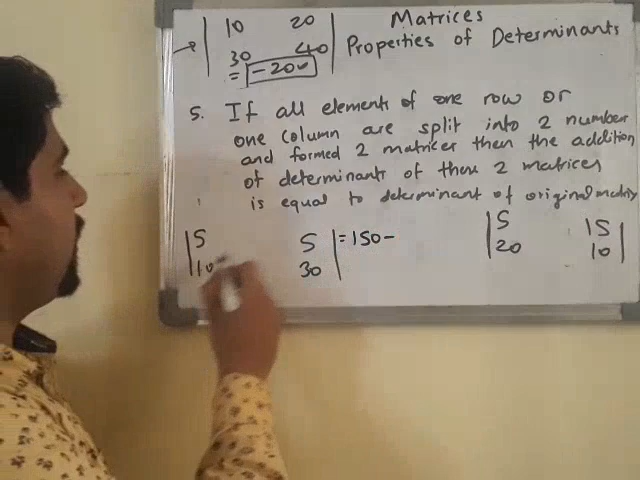 Matrices
Properties of Determinants
→ | 10 20 |
| 30 40 |
= -200
5. If all elements of one row or
one column are split into 2 number
and formed 2 matrices then the addition
of determinants of these 2 matrices
is equal to determinant of original matrix
| 5 5 | = 150 - | 5 15 |
| 10 30 | | 20 10 |